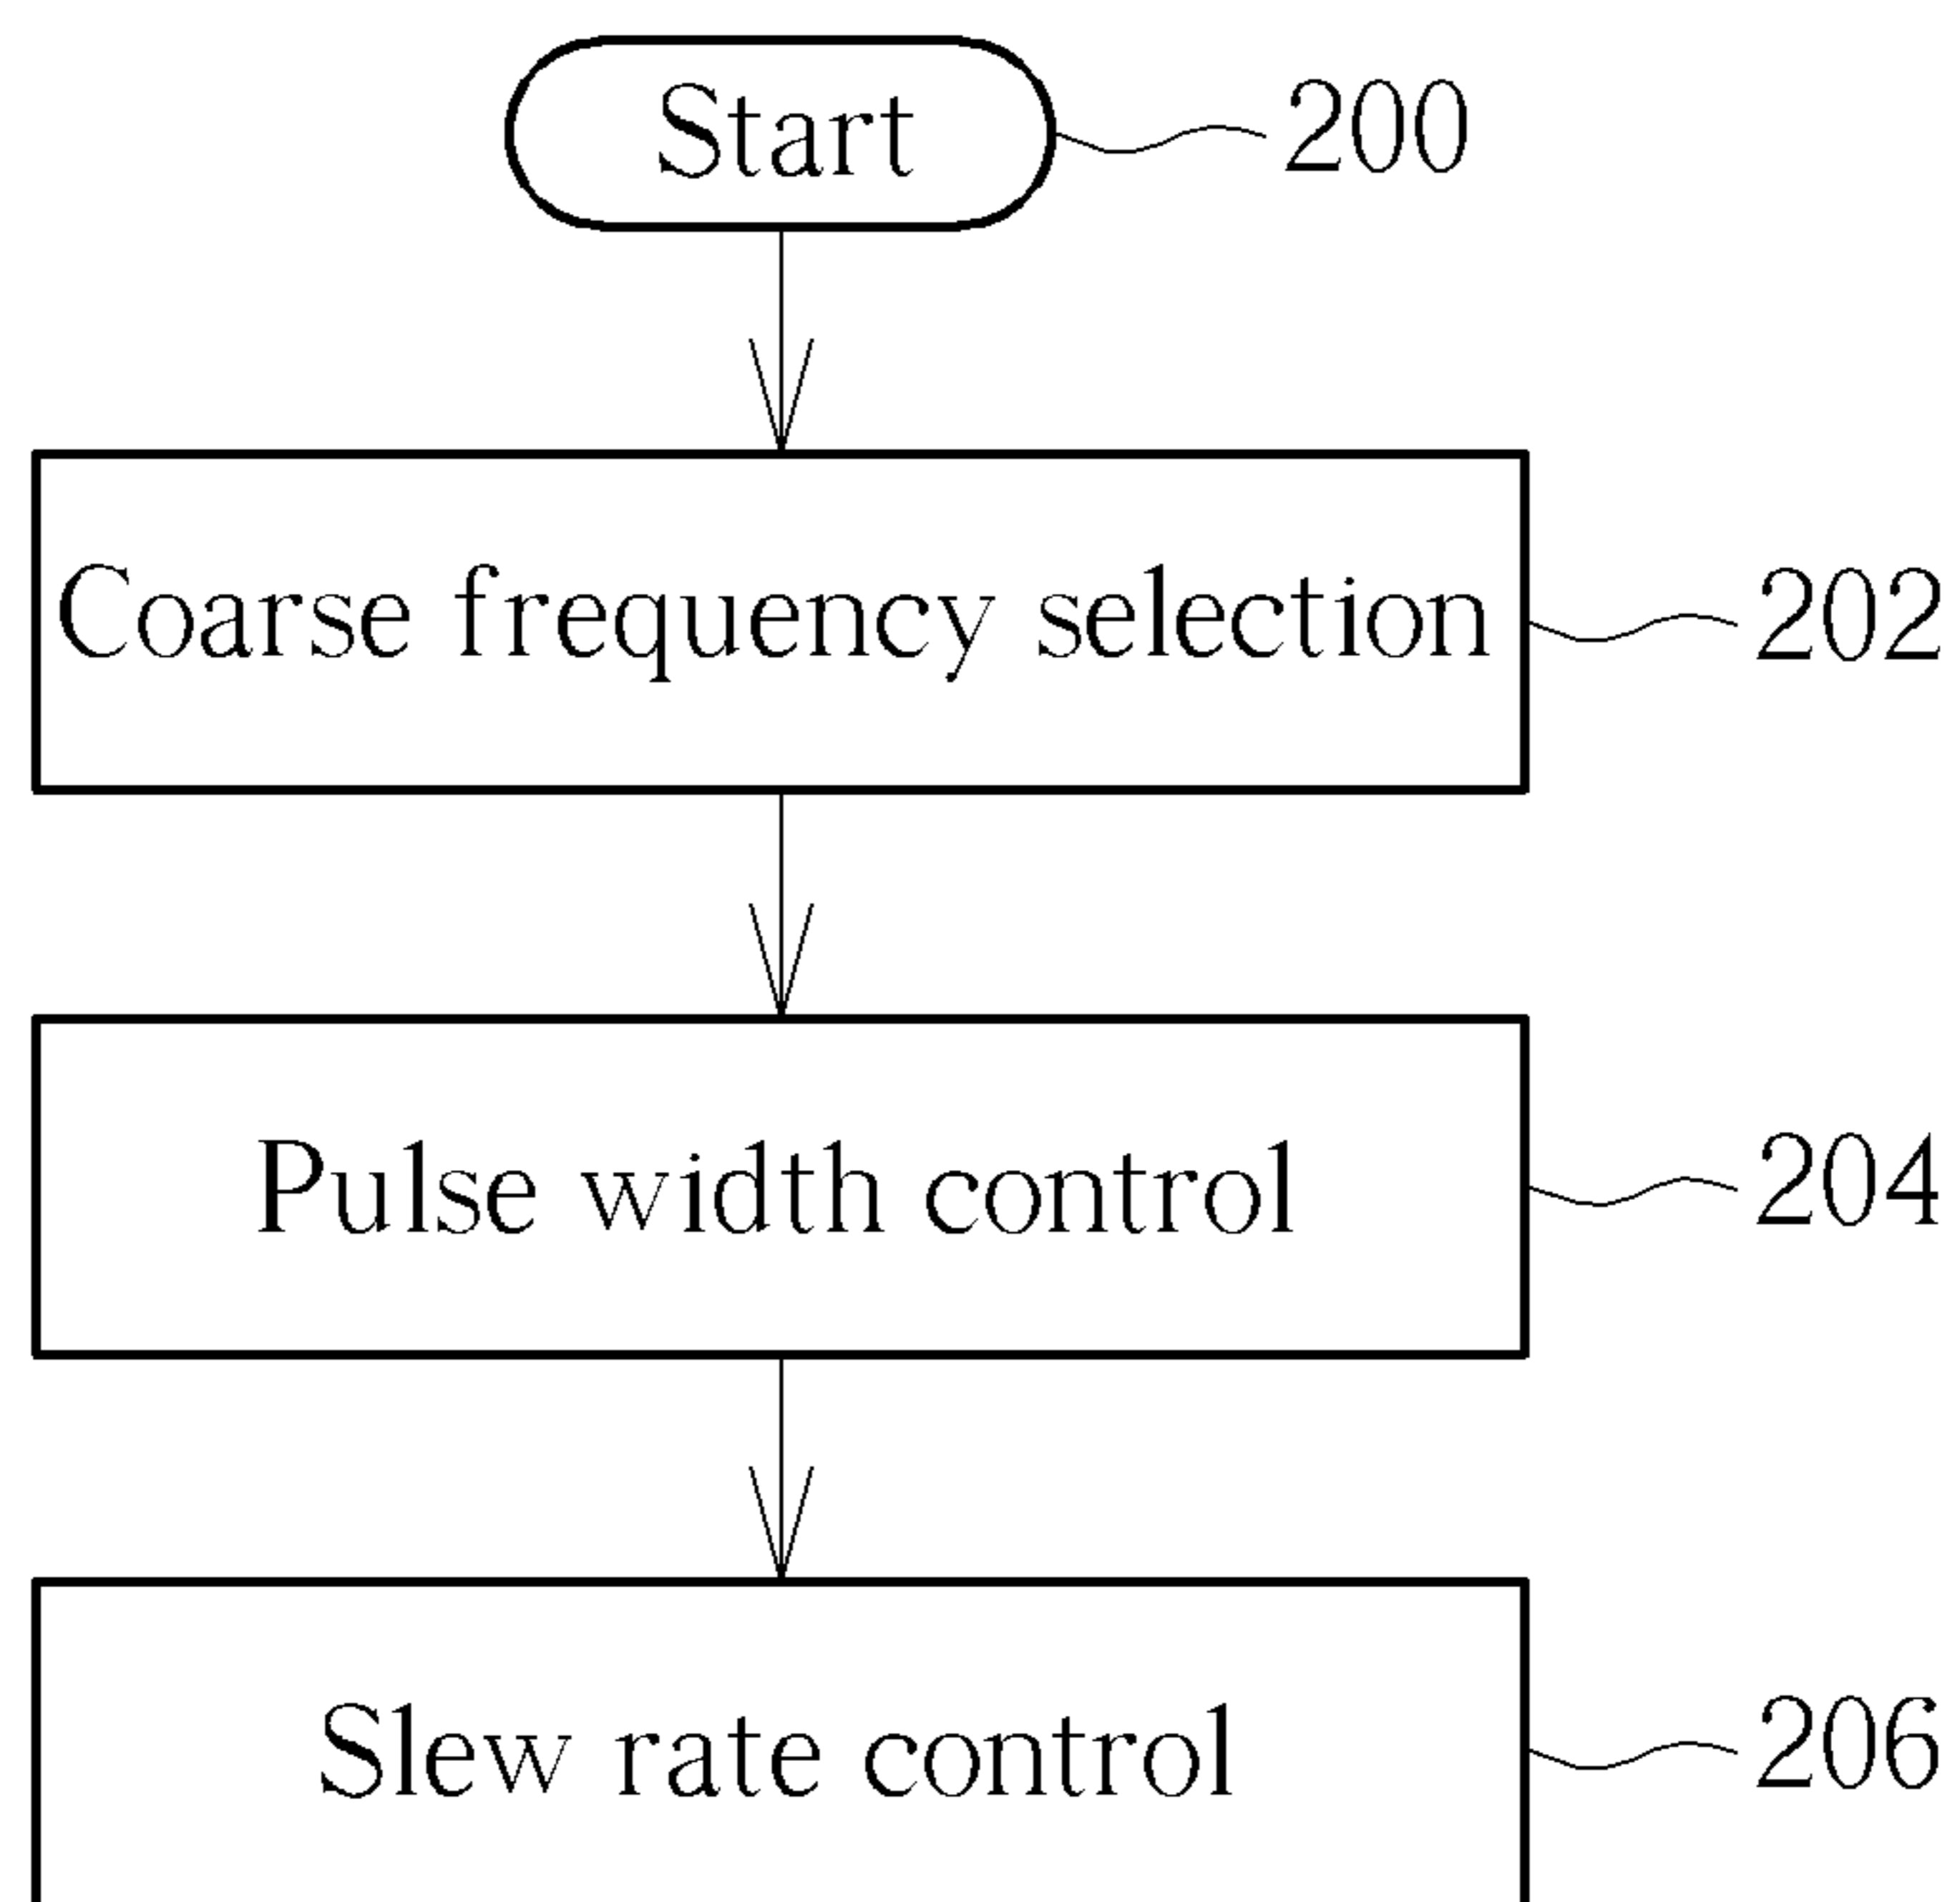 Start 200
Coarse frequency selection 202
Pulse width control 204
Slew rate control 206